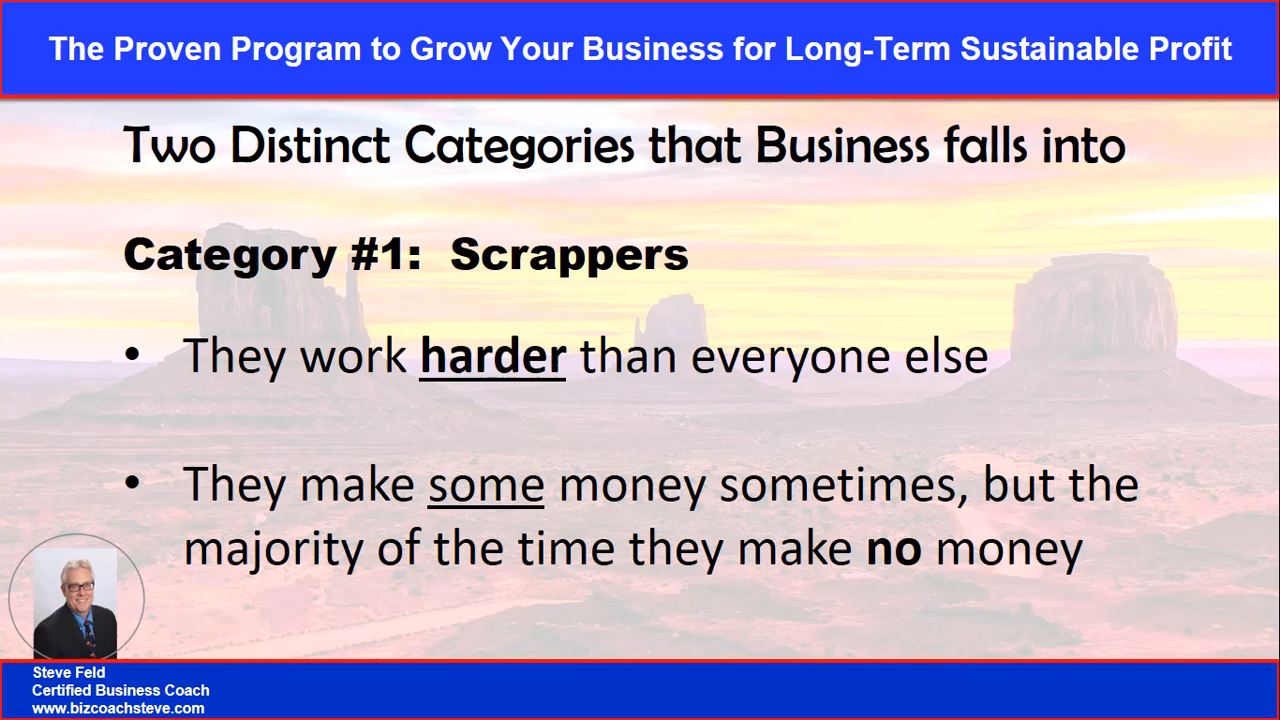 The Proven Program to Grow Your Business for Long-Term Sustainable Profit
Two Distinct Categories that Business falls into
Category #1: Scrappers
• They work harder than everyone else
• They make some money sometimes, but the
majority of the time they make no money
Steve Feld
Certified Business Coach
www.bizcoachsteve.com